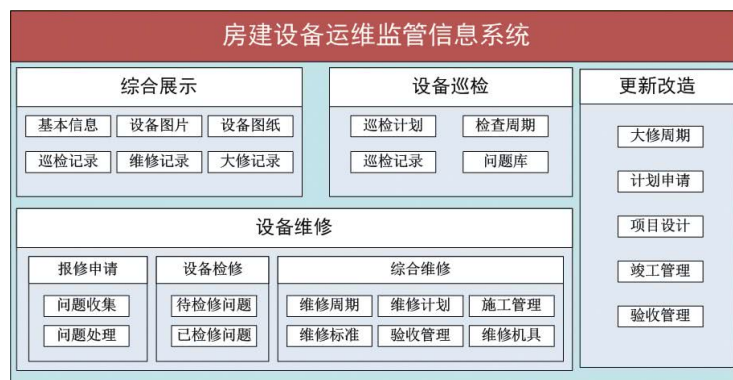 房建设备运维监管信息系统
综合展示
基本信息 设备图片 设备图纸
巡检记录 维修记录 大修记录
设备巡检
巡检计划 检查周期
巡检记录 问题库
更新改造
大修周期
计划申请
项目设计
竣工管理
验收管理
设备维修
报修申请
问题收集
问题处理
设备检修
待检修问题
已检修问题
综合维修
维修周期 维修计划 施工管理
维修标准 验收管理 维修机具